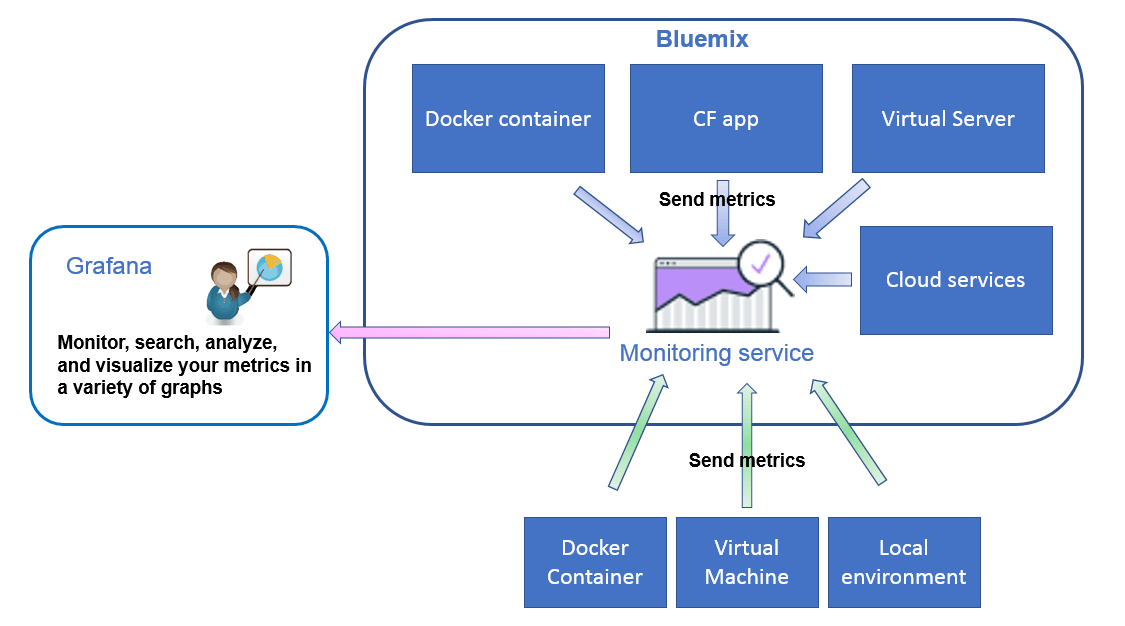 Bluemix
Docker container
CF app
Virtual Server
Send metrics
Cloud services
Grafana
Monitor, search, analyze,
and visualize your metrics in
a variety of graphs
Monitoring service
Send metrics
Docker
Container
Virtual
Machine
Local
environment